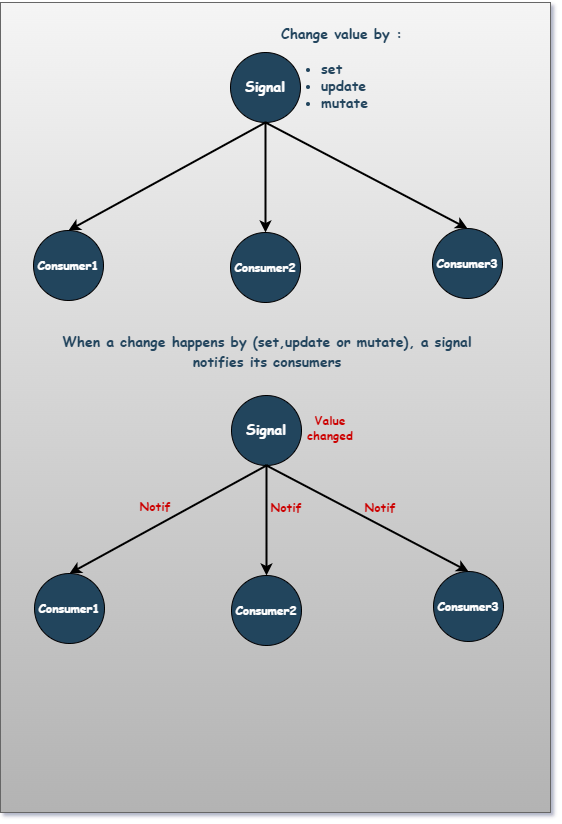 Change value by :
Signal
• set
• update
• mutate
Consumer1
Consumer2
Consumer3
When a change happens by (set,update or mutate), a signal
notifies its consumers
Signal
Value
changed
Notif
Notif
Notif
Consumer1
Consumer2
Consumer3